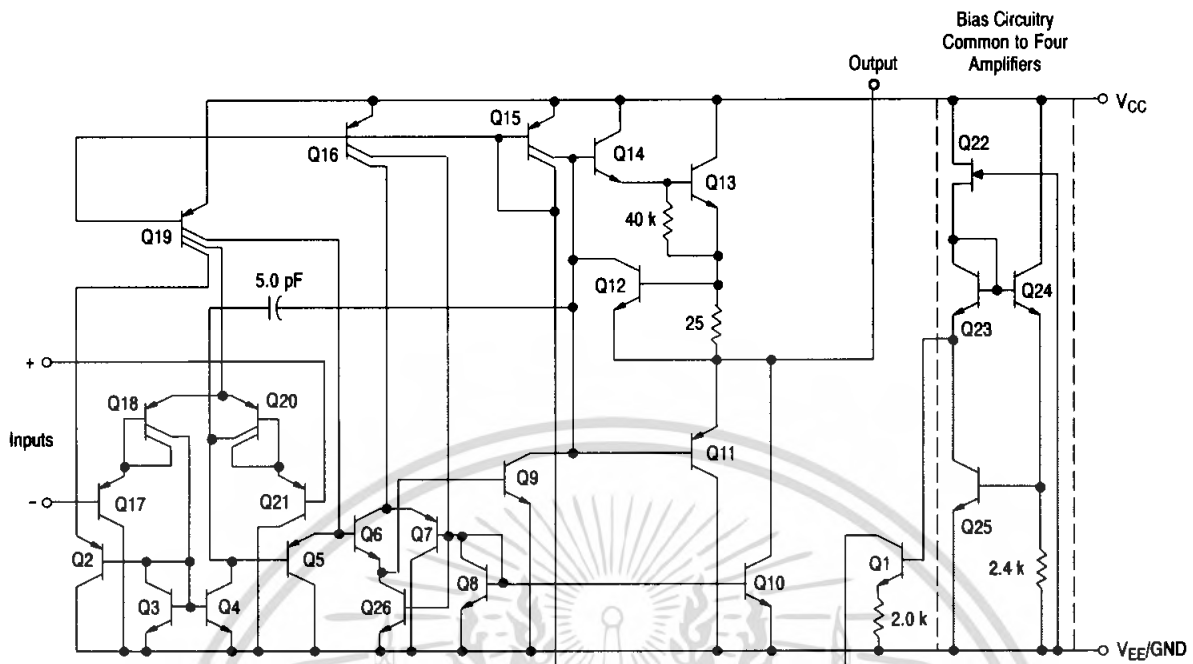 Bias Circuitry
Common to Four
Amplifiers
Output
VCC
Q15
Q22
Q16
Q14
Q13
40 k
Q19
5.0 pF
Q12
Q24
25
Q23
+
Q18
Q20
Inputs
Q11
-
Q17
Q21
Q9
Q25
Q2
Q5
Q6
Q7
Q1
Q3
Q4
Q8
Q10
2.4 k
Q26
2.0 k
VEE/GND